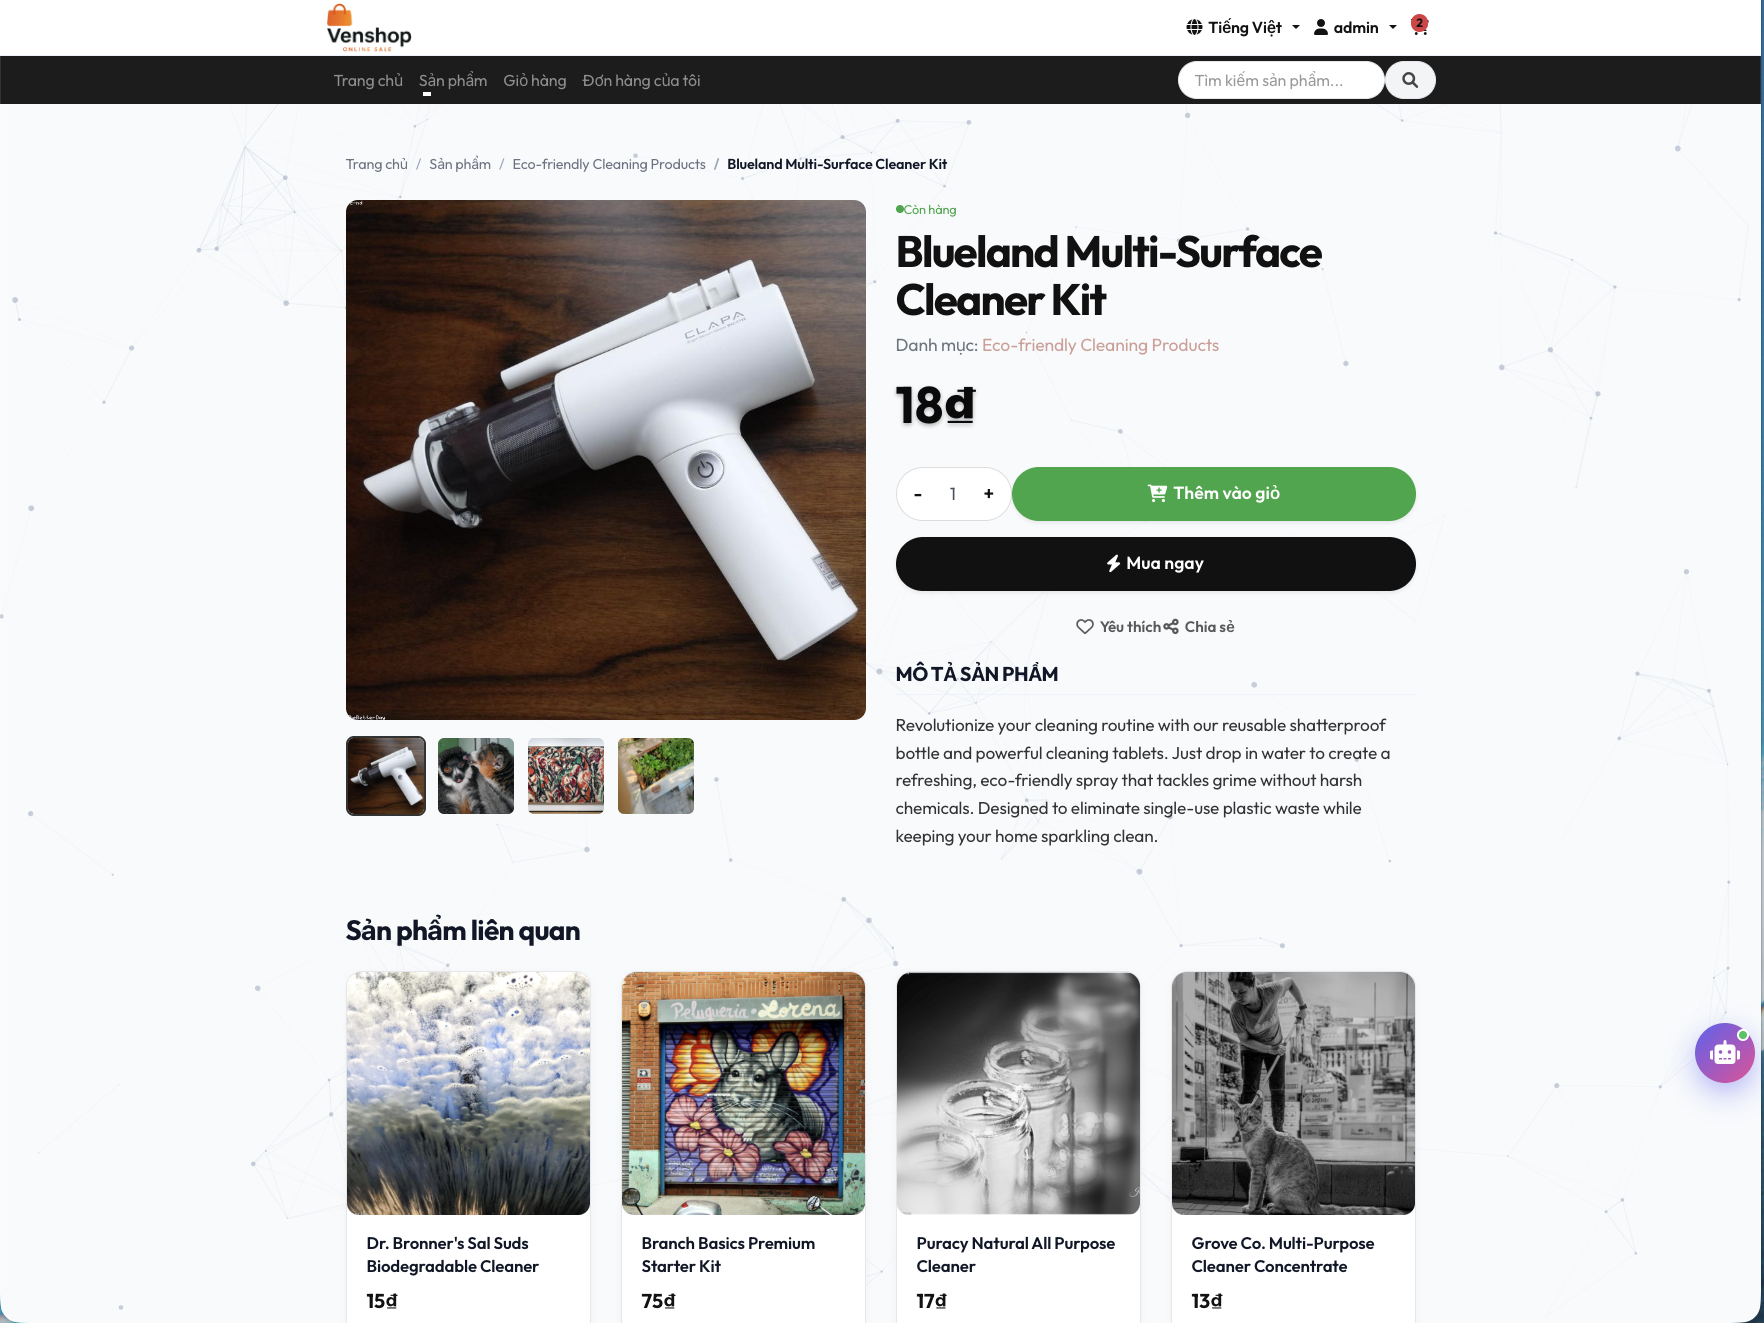 Venshop
ONLINE SALE
Tiếng Việt
admin
2
Trang chủ
Sản phẩm
Giỏ hàng
Đơn hàng của tôi
Tìm kiếm sản phẩm...
Trang chủ / Sản phẩm / Eco-friendly Cleaning Products / Blueland Multi-Surface Cleaner Kit
CLAPA
Còn hàng
Blueland Multi-Surface
Cleaner Kit
Danh mục: Eco-friendly Cleaning Products
18₫
- 1 +
Thêm vào giỏ
Mua ngay
Yêu thích
Chia sẻ
MÔ TẢ SẢN PHẨM
Revolutionize your cleaning routine with our reusable shatterproof
bottle and powerful cleaning tablets. Just drop in water to create a
refreshing, eco-friendly spray that tackles grime without harsh
chemicals. Designed to eliminate single-use plastic waste while
keeping your home sparkling clean.
Sản phẩm liên quan
Peluqueria Lorena
Dr. Bronner's Sal Suds
Biodegradable Cleaner
15₫
Branch Basics Premium
Starter Kit
75₫
Puracy Natural All Purpose
Cleaner
17₫
Grove Co. Multi-Purpose
Cleaner Concentrate
13₫